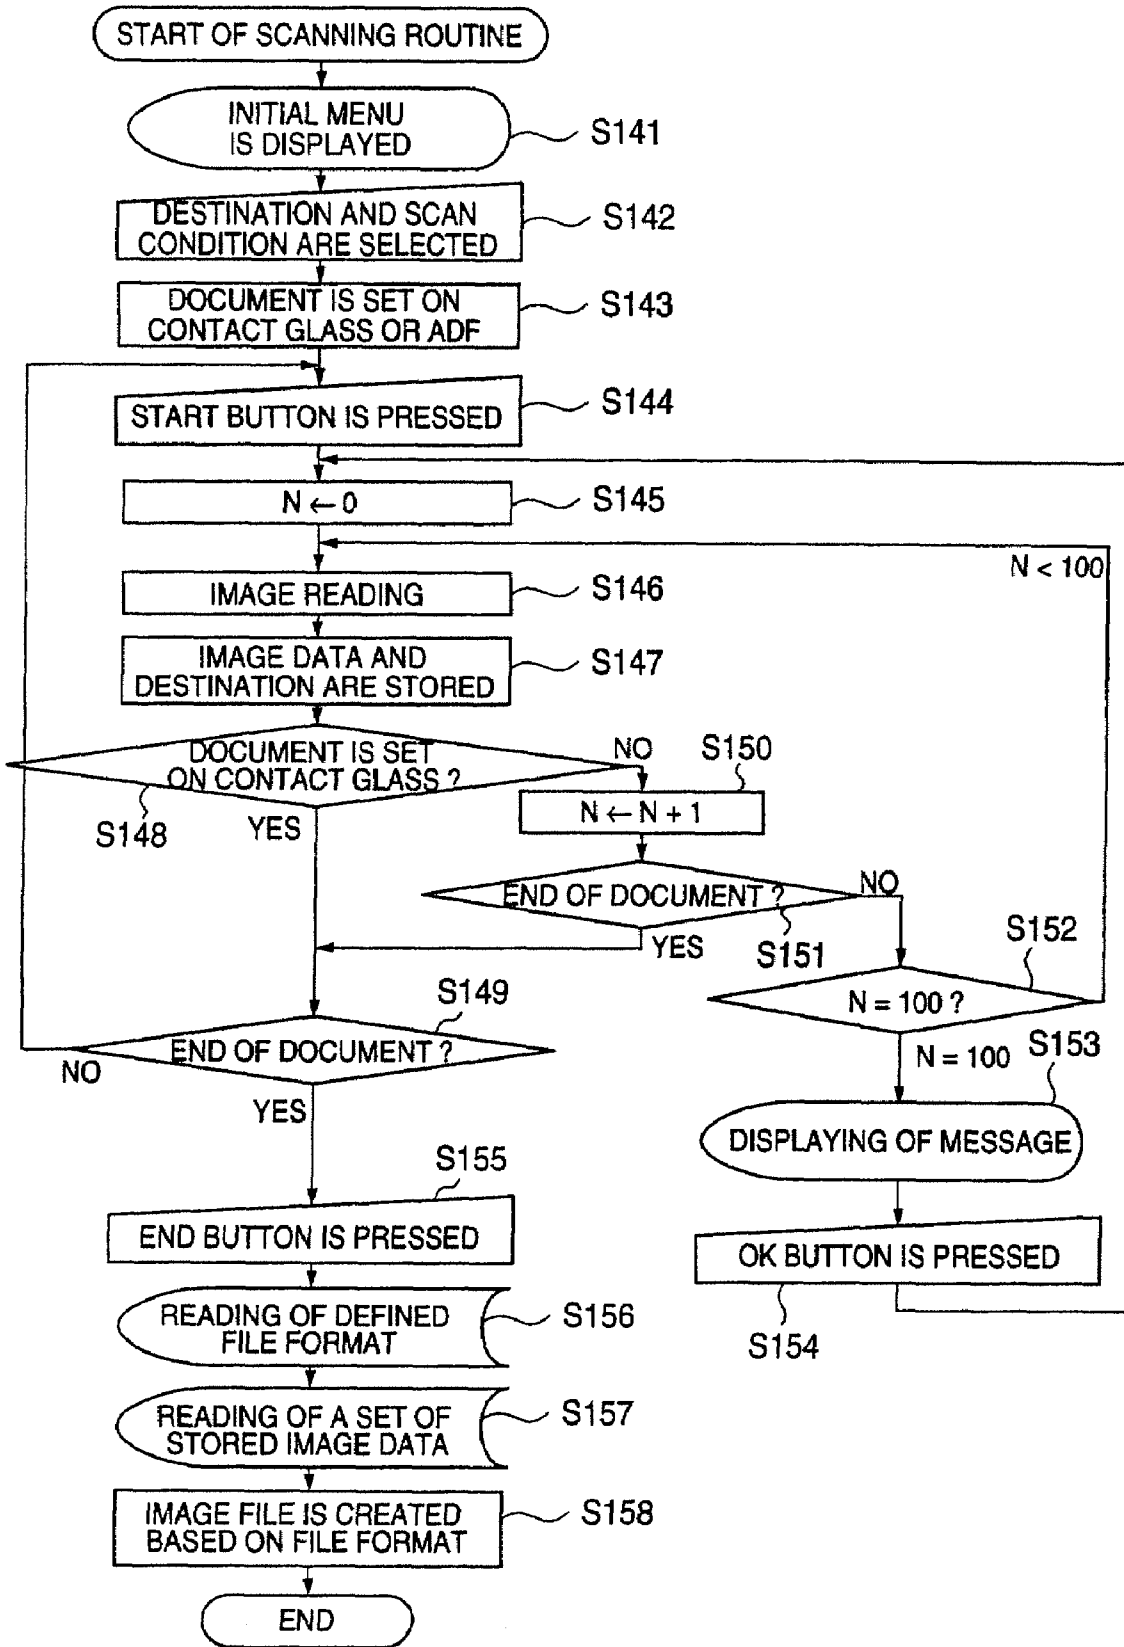 START OF SCANNING ROUTINE
INITIAL MENU
IS DISPLAYED
S141
DESTINATION AND SCAN
CONDITION ARE SELECTED
S142
DOCUMENT IS SET ON
CONTACT GLASS OR ADF
S143
START BUTTON IS PRESSED
S144
N ← 0
S145
N < 100
IMAGE READING
S146
IMAGE DATA AND
DESTINATION ARE STORED
S147
DOCUMENT IS SET
ON CONTACT GLASS ?
NO
S148
YES
S150
N ← N + 1
END OF DOCUMENT ?
NO
S151
YES
S152
N = 100 ?
S149
END OF DOCUMENT ?
NO
YES
N = 100
S153
DISPLAYING OF MESSAGE
OK BUTTON IS PRESSED
S154
S155
END BUTTON IS PRESSED
READING OF DEFINED
FILE FORMAT
S156
READING OF A SET OF
STORED IMAGE DATA
S157
IMAGE FILE IS CREATED
BASED ON FILE FORMAT
S158
END